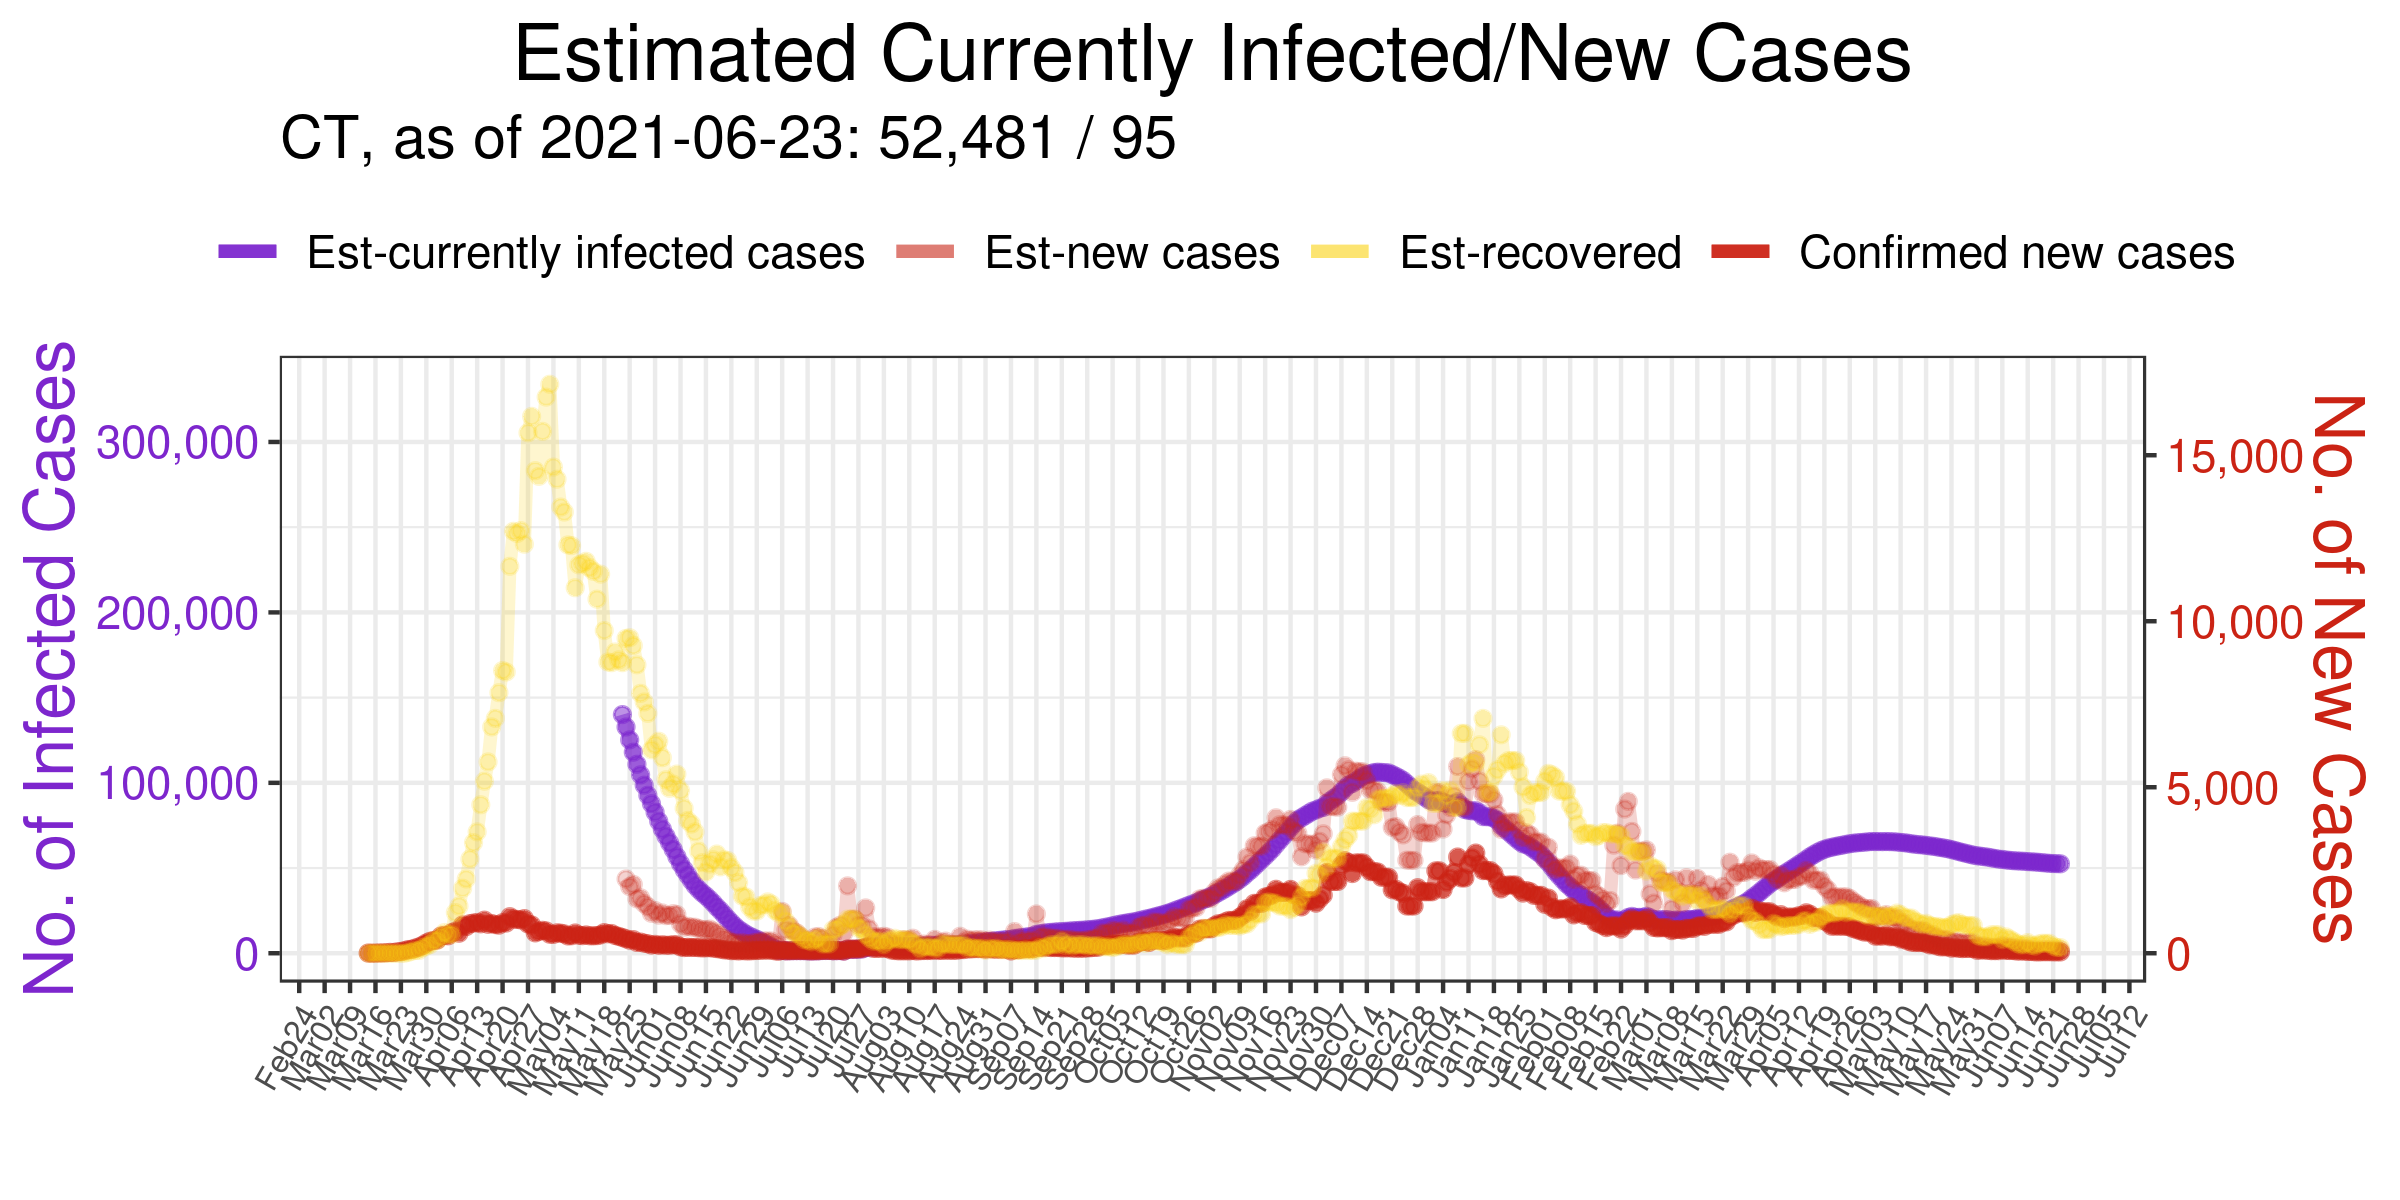 Estimated Currently Infected/New Cases
CT, as of 2021-06-23: 52,481 / 95
Est-currently infected cases Est-new cases Est-recovered Confirmed new cases
No. of Infected Cases
300,000
200,000
100,000
0
15,000
10,000
5,000
0
No. of New Cases
Feb24
Mar02
Mar09
Mar16
Mar23
Mar30
Apr06
Apr13
Apr20
Apr27
May04
May11
May18
May25
Jun01
Jun08
Jun15
Jun22
Jun29
Jul06
Jul13
Jul20
Jul27
Aug03
Aug10
Aug17
Aug24
Aug31
Sep07
Sep14
Sep21
Sep28
Oct05
Oct12
Oct19
Oct26
Nov02
Nov09
Nov16
Nov23
Nov30
Dec07
Dec14
Dec21
Dec28
Jan04
Jan11
Jan18
Jan25
Feb01
Feb08
Feb15
Feb22
Mar01
Mar08
Mar15
Mar22
Mar29
Apr05
Apr12
Apr19
Apr26
May03
May10
May17
May24
May31
Jun07
Jun14
Jun21
Jun28
Jul05
Jul12